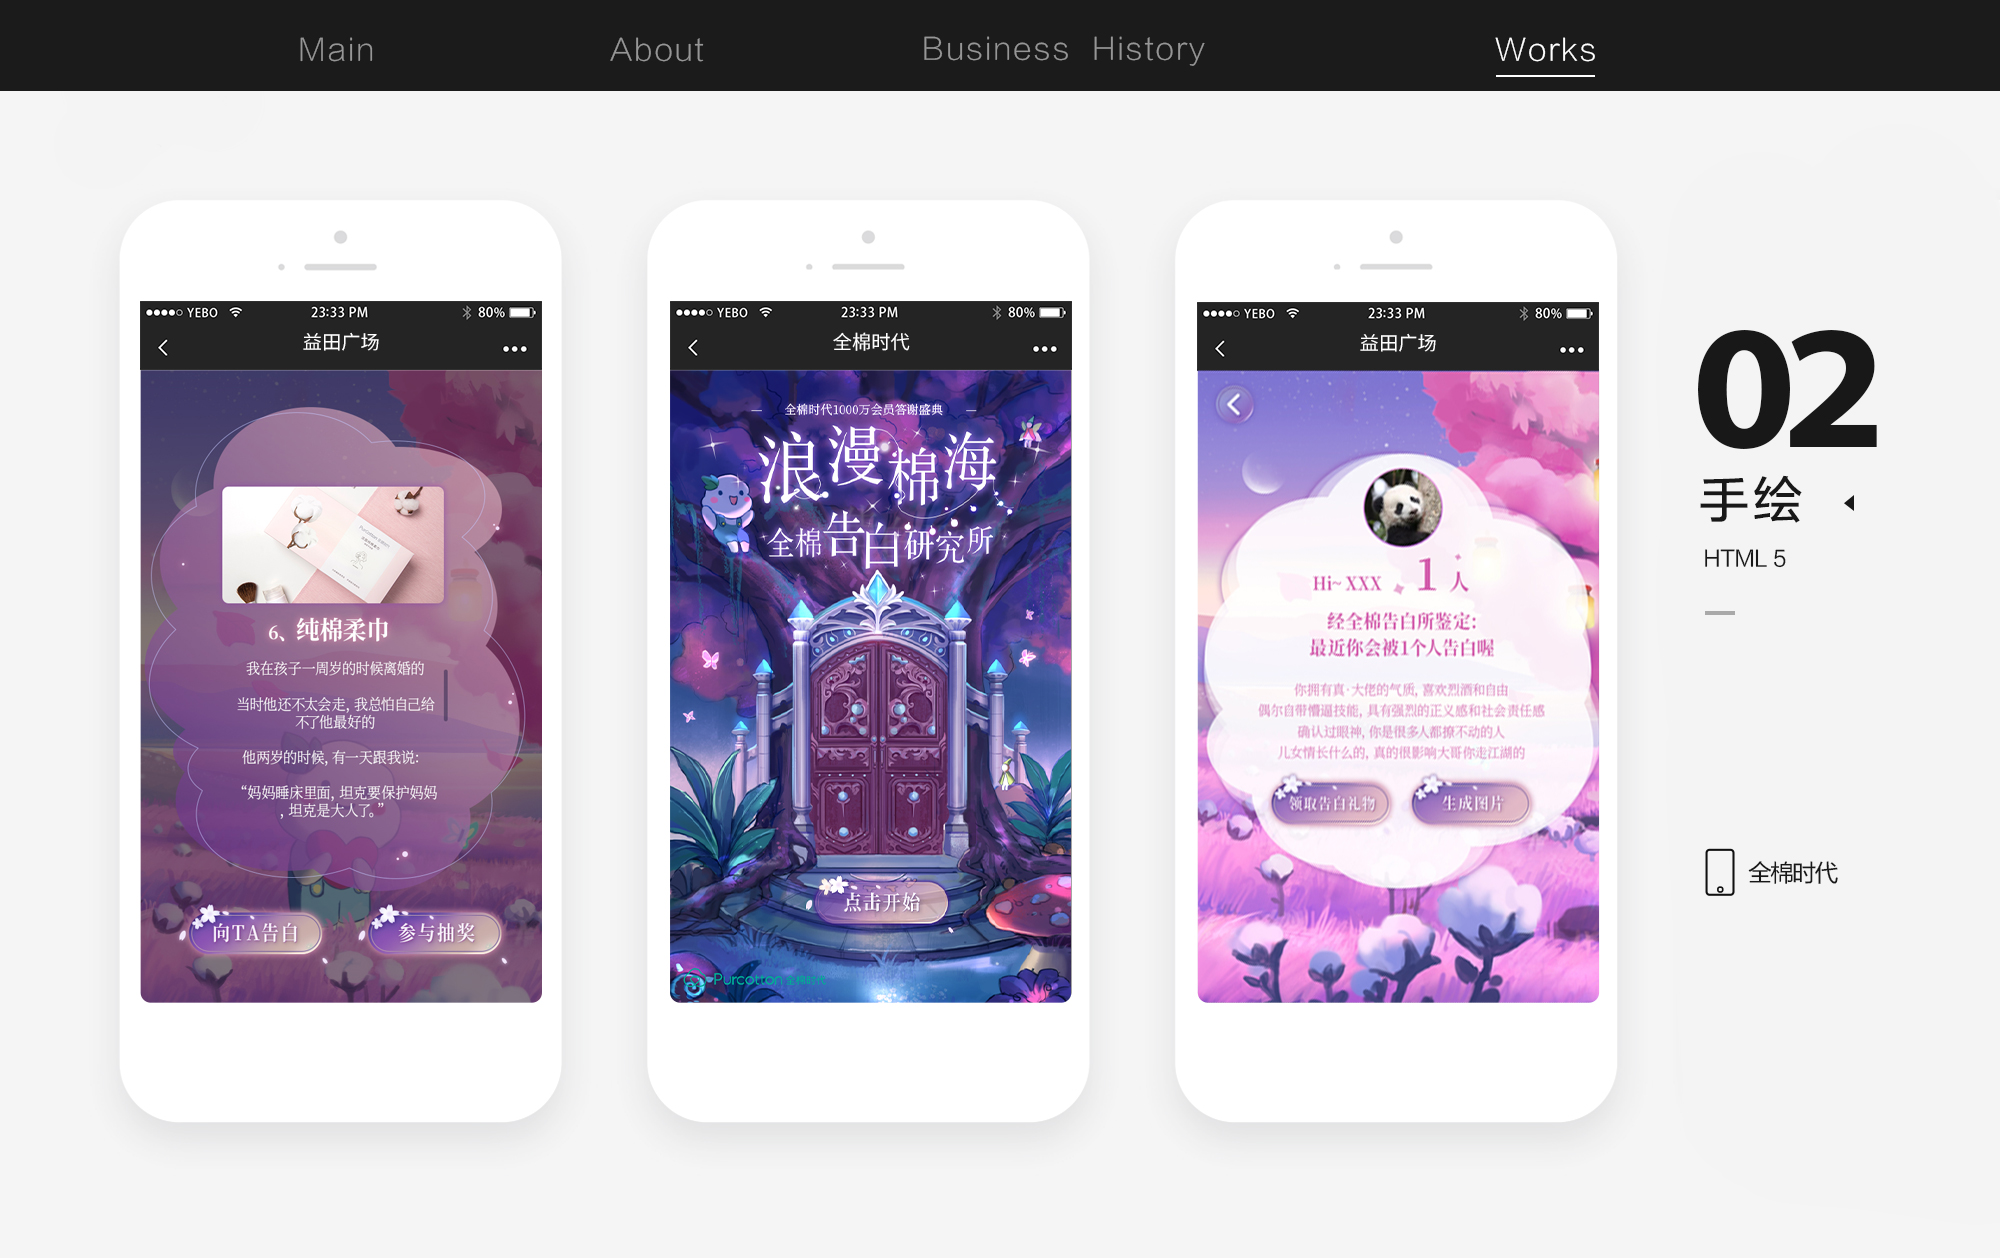 Main
About
Business History
Works
YEBO
23:33 PM
80%
益田广场
6、纯棉柔巾
我在孩子一周岁的时候离婚的
当时他还不太会走, 我总怕自己给
不了他最好的
他两岁的时候, 有一天跟我说:
“妈妈睡床里面, 坦克要保护妈妈
, 坦克是大人了。”
向TA告白
参与抽奖
YEBO
23:33 PM
80%
全棉时代
全棉时代1000万会员答谢盛典
浪漫棉海
全棉告白研究所
点击开始
Purcotton 全棉时代
YEBO
23:33 PM
80%
益田广场
Hi~ XXX 1 人
经全棉告白所鉴定:
最近你会被1个人告白喔
你拥有真·大佬的气质, 喜欢烈酒和自由
偶尔自带懵逼技能, 具有强烈的正义感和社会责任感
确认过眼神, 你是很多人都撩不动的人
儿女情长什么的, 真的很影响大哥你走江湖的
领取告白礼物
生成图片
02
手绘
HTML 5
全棉时代